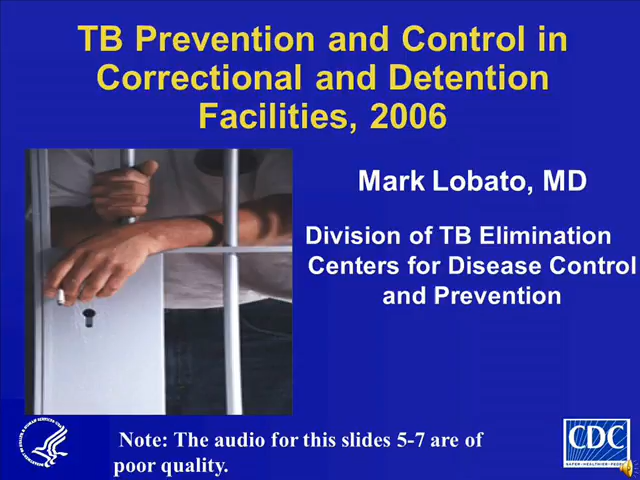 TB Prevention and Control in
Correctional and Detention
Facilities, 2006
Mark Lobato, MD
Division of TB Elimination
Centers for Disease Control
and Prevention
Note: The audio for this slides 5-7 are of
poor quality.
CDC